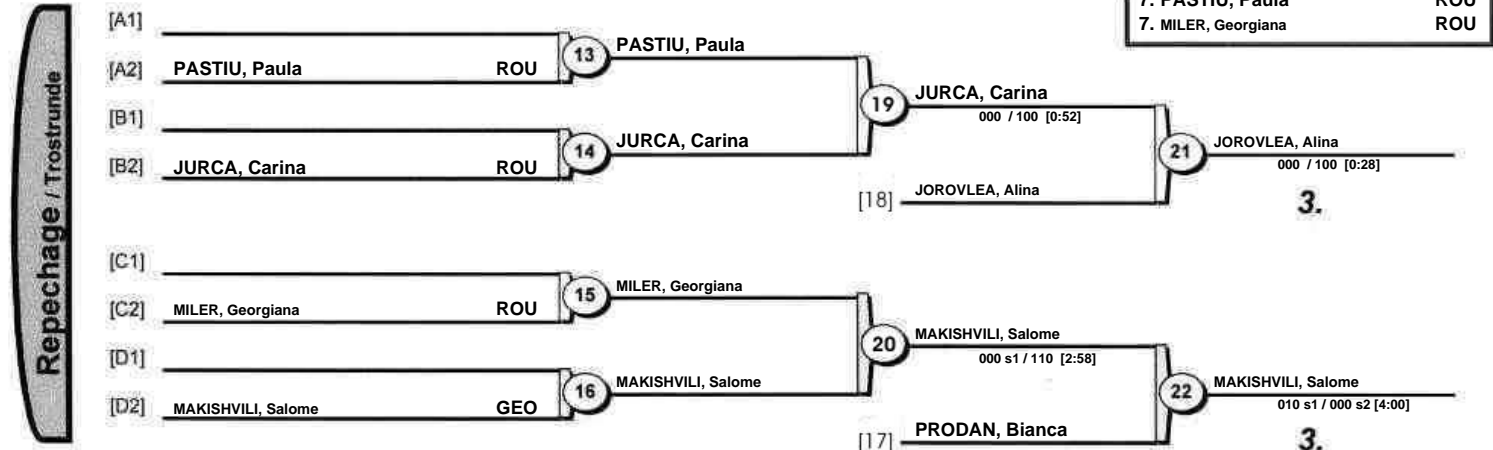 7. PASTIU, Paula ROU
7. MILER, Georgiana ROU
Repechage / Trostrunde
[A1]
13 PASTIU, Paula
[A2] PASTIU, Paula ROU
19 JURCA, Carina
000 / 100 [0:52]
[B1]
14 JURCA, Carina
[B2] JURCA, Carina ROU
21 JOROVLEA, Alina
000 / 100 [0:28]
[18] JOROVLEA, Alina
3.
[C1]
15 MILER, Georgiana
[C2] MILER, Georgiana ROU
20 MAKISHVILI, Salome
000 s1 / 110 [2:58]
[D1]
16 MAKISHVILI, Salome
[D2] MAKISHVILI, Salome GEO
22 MAKISHVILI, Salome
010 s1 / 000 s2 [4:00]
[17] PRODAN, Bianca
3.